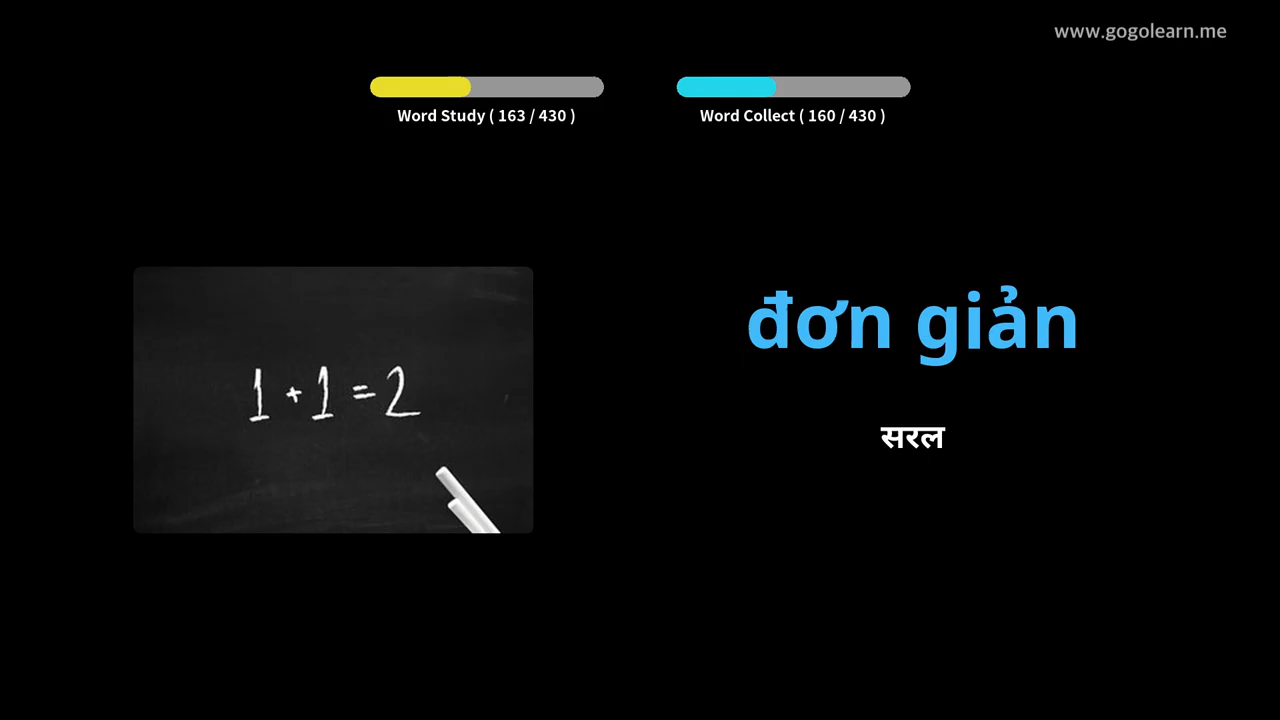 www.gogolearn.me
Word Study ( 163 / 430 )
Word Collect ( 160 / 430 )
1 + 1 = 2
đơn giản
सरल